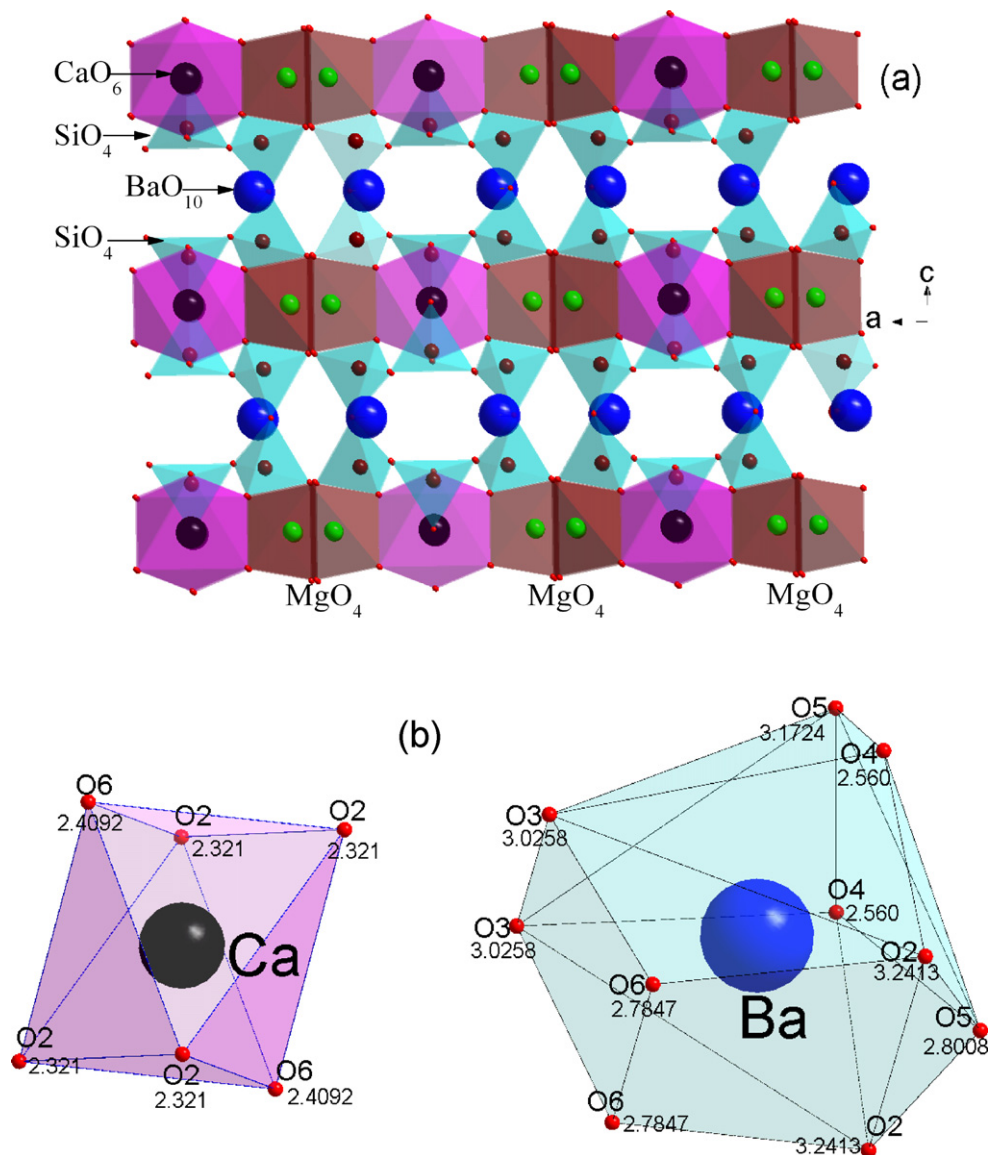 (a)
CaO6
SiO4
BaO10
SiO4
c
a
MgO4 MgO4 MgO4
(b)
O5
3.1724
O4
2.560
O6
2.4092
O2
2.321
O2
2.321
O3
3.0258
O4
2.560
O3
3.0258
Ca
O2
3.2413
O6
2.7847
Ba
O5
2.8008
O2
2.321
O2
2.321
O6
2.4092
O6
2.7847
O2
3.2413